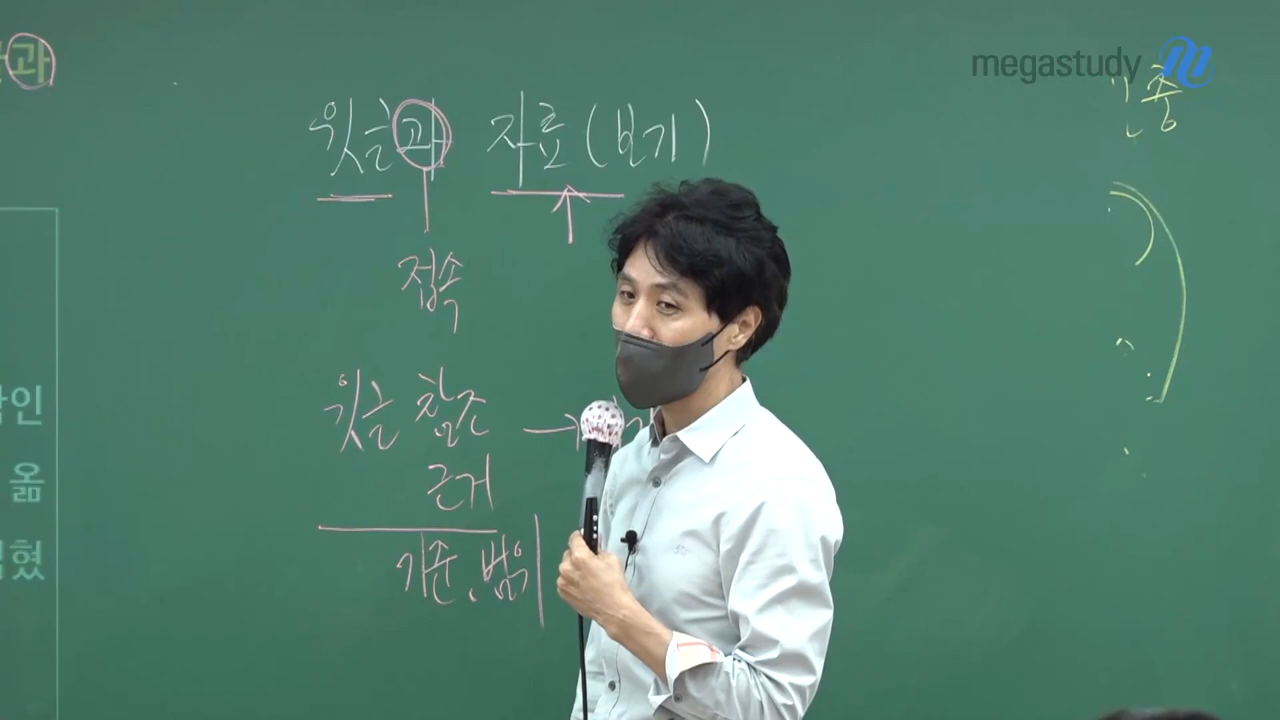 megastudy
과
윗글과 자료(보기)
접속
윗글 참조 →
근거
기준, 범위
인
옮
혔